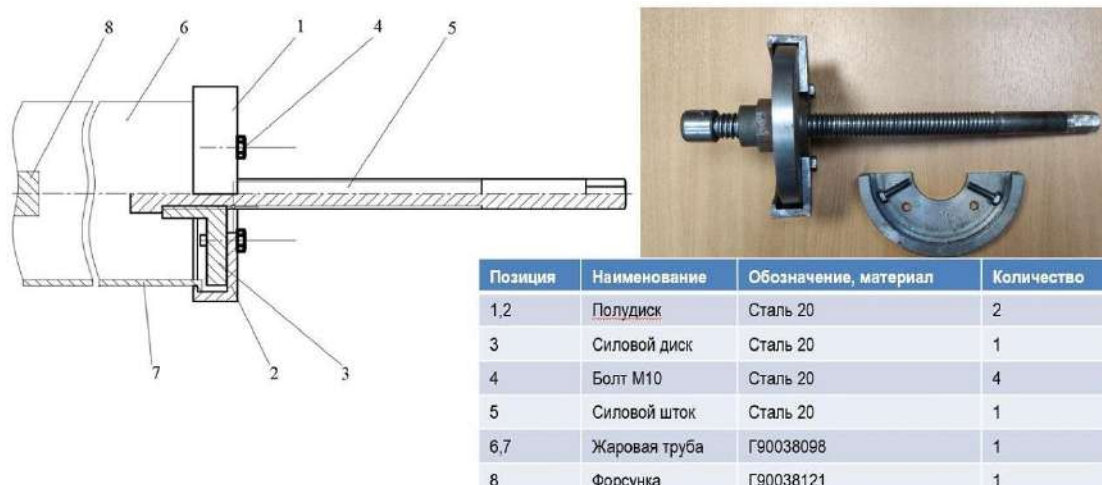 8 6 1 4 5
7 2 3
Позиция Наименование Обозначение, материал Количество
1,2 Полудиск Сталь 20 2
3 Силовой диск Сталь 20 1
4 Болт М10 Сталь 20 4
5 Силовой шток Сталь 20 1
6,7 Жаровая труба Г90038098 1
8 Форсунка Г90038121 1